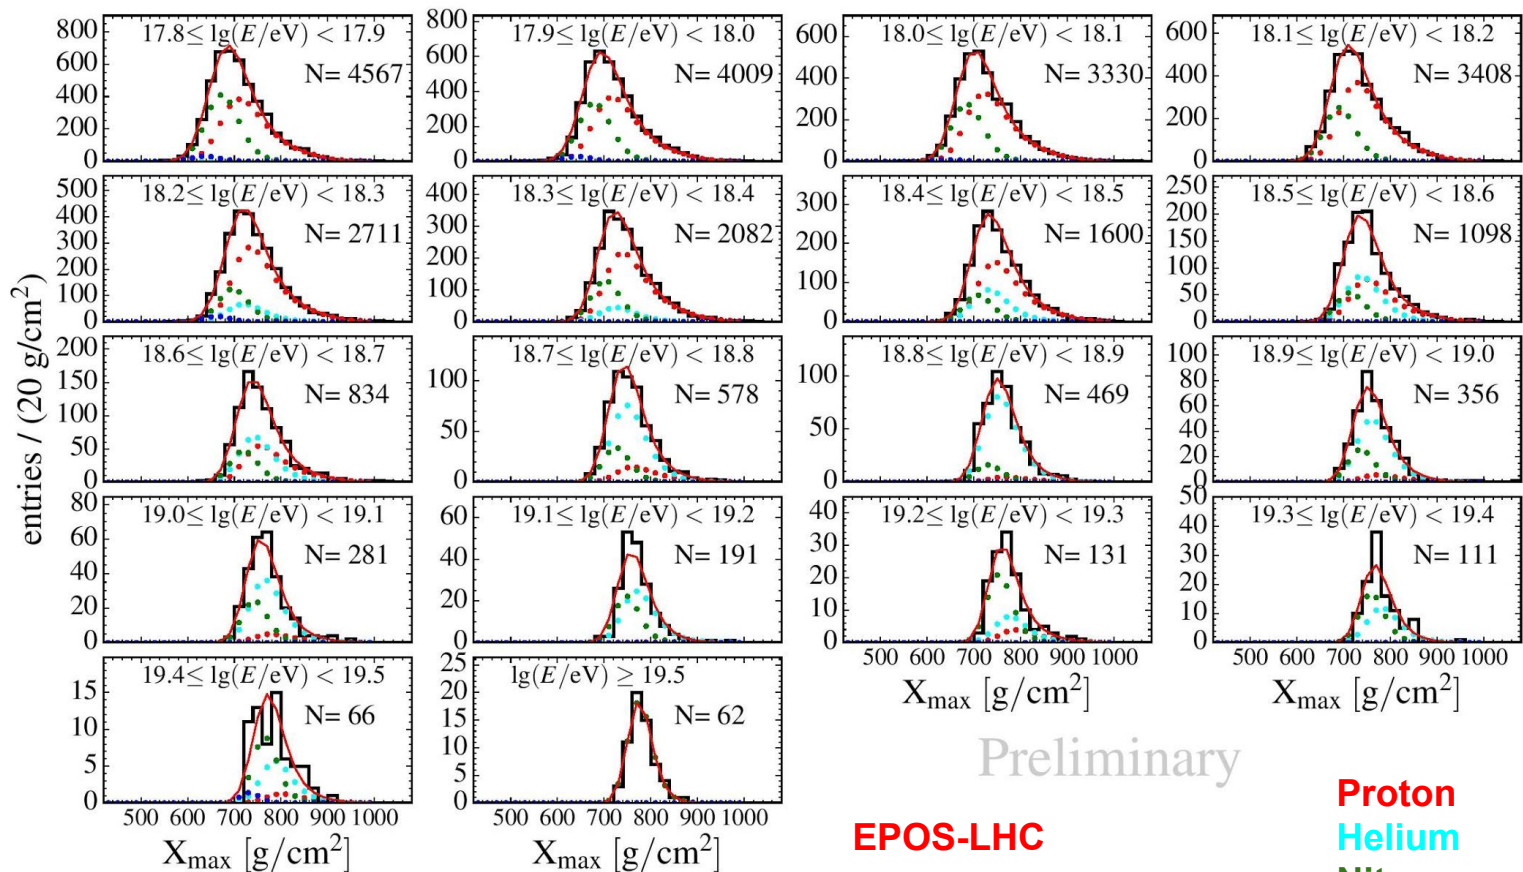 entries / (20 g/cm²)
800
600
400
200
0
17.8≤ lg(E/eV) < 17.9
N= 4567
800
600
400
200
0
17.9≤ lg(E/eV) < 18.0
N= 4009
600
400
200
0
18.0≤ lg(E/eV) < 18.1
N= 3330
600
400
200
0
18.1≤ lg(E/eV) < 18.2
N= 3408
500
400
300
200
100
0
18.2≤ lg(E/eV) < 18.3
N= 2711
400
300
200
100
0
18.3≤ lg(E/eV) < 18.4
N= 2082
300
200
100
0
18.4≤ lg(E/eV) < 18.5
N= 1600
250
200
150
100
50
0
18.5≤ lg(E/eV) < 18.6
N= 1098
200
150
100
50
0
18.6≤ lg(E/eV) < 18.7
N= 834
100
50
0
18.7≤ lg(E/eV) < 18.8
N= 578
100
50
0
18.8≤ lg(E/eV) < 18.9
N= 469
100
80
60
40
20
0
18.9≤ lg(E/eV) < 19.0
N= 356
80
60
40
20
0
19.0≤ lg(E/eV) < 19.1
N= 281
60
40
20
0
19.1≤ lg(E/eV) < 19.2
N= 191
40
30
20
10
0
19.2≤ lg(E/eV) < 19.3
N= 131
500 600 700 800 900 1000
Xmax [g/cm²]
50
40
30
20
10
0
19.3≤ lg(E/eV) < 19.4
N= 111
500 600 700 800 900 1000
Xmax [g/cm²]
15
10
5
0
19.4≤ lg(E/eV) < 19.5
N= 66
500 600 700 800 900 1000
Xmax [g/cm²]
25
20
15
10
5
0
lg(E/eV) ≥ 19.5
N= 62
500 600 700 800 900 1000
Xmax [g/cm²]
Preliminary
EPOS-LHC
Proton
Helium